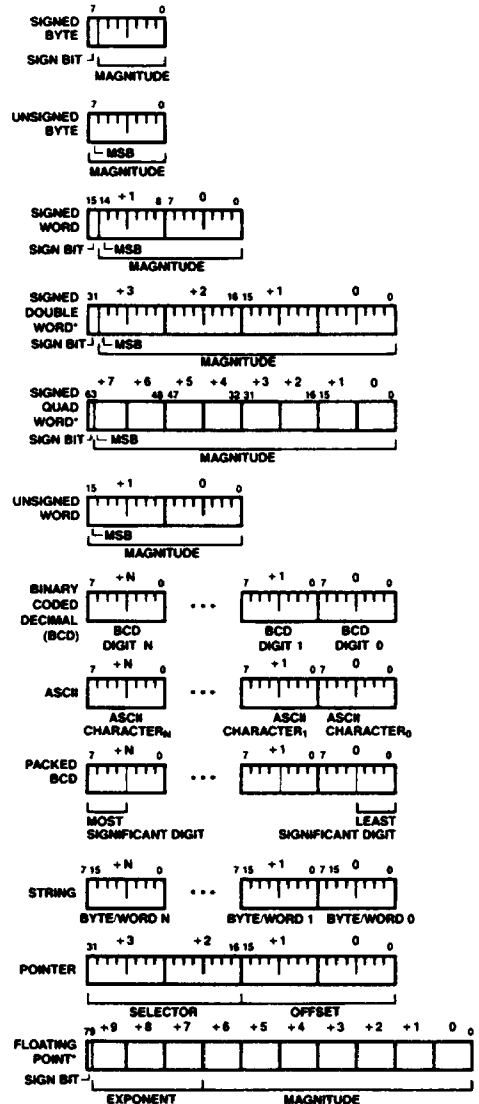 SIGNED
BYTE
7 0
SIGN BIT
MAGNITUDE
UNSIGNED
BYTE
7 0
MSB
MAGNITUDE
SIGNED
WORD
15 14 +1 8 7 0 0
SIGN BIT
MSB
MAGNITUDE
SIGNED
DOUBLE
WORD*
31 +3 +2 16 15 +1 0 0
SIGN BIT
MSB
MAGNITUDE
SIGNED
QUAD
WORD*
+7 +6 +5 +4 +3 +2 +1 0
63 48 47 32 31 16 15 0
SIGN BIT
MSB
MAGNITUDE
UNSIGNED
WORD
15 +1 0 0
MSB
MAGNITUDE
BINARY
CODED
DECIMAL
(BCD)
7 +N 0 7 +1 0 7 0 0
• • •
BCD BCD BCD
DIGIT N DIGIT 1 DIGIT 0
ASCII
7 +N 0 7 +1 0 7 0 0
• • •
ASCII ASCII ASCII
CHARACTERN CHARACTER1 CHARACTER0
PACKED
BCD
7 +N 0 7 +1 0 7 0 0
• • •
MOST LEAST
SIGNIFICANT DIGIT SIGNIFICANT DIGIT
STRING
7 15 +N 0 7 15 +1 0 7 15 0 0
• • •
BYTE/WORD N BYTE/WORD 1 BYTE/WORD 0
POINTER
31 +3 +2 16 15 +1 0 0
SELECTOR OFFSET
FLOATING
POINT*
79 +9 +8 +7 +6 +5 +4 +3 +2 +1 0 0
SIGN BIT
EXPONENT MAGNITUDE